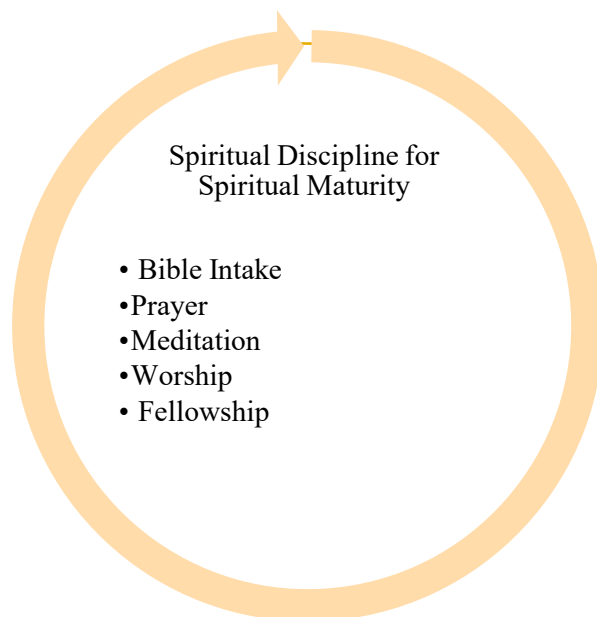 Spiritual Discipline for
Spiritual Maturity
• Bible Intake
•Prayer
•Meditation
•Worship
• Fellowship